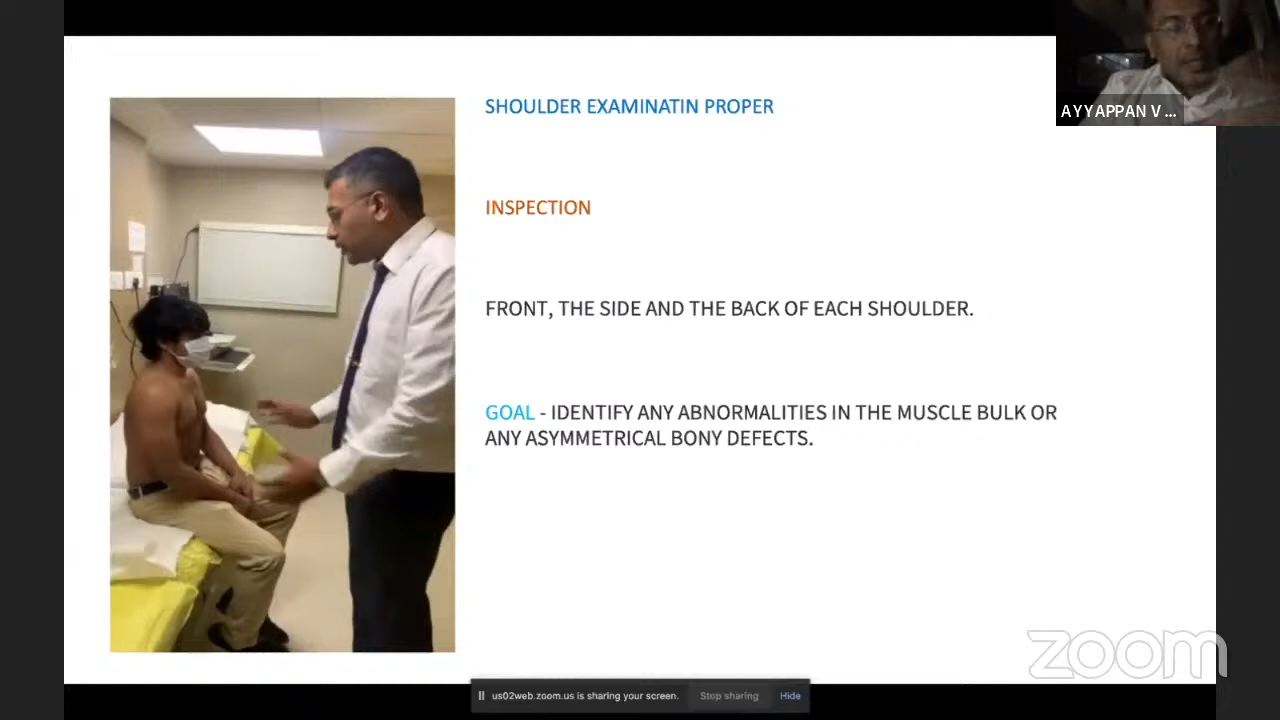 SHOULDER EXAMINATIN PROPER
AYYAPPAN V ...
INSPECTION
FRONT, THE SIDE AND THE BACK OF EACH SHOULDER.
GOAL - IDENTIFY ANY ABNORMALITIES IN THE MUSCLE BULK OR
ANY ASYMMETRICAL BONY DEFECTS.
zoom
us02web.zoom.us is sharing your screen. Stop sharing Hide